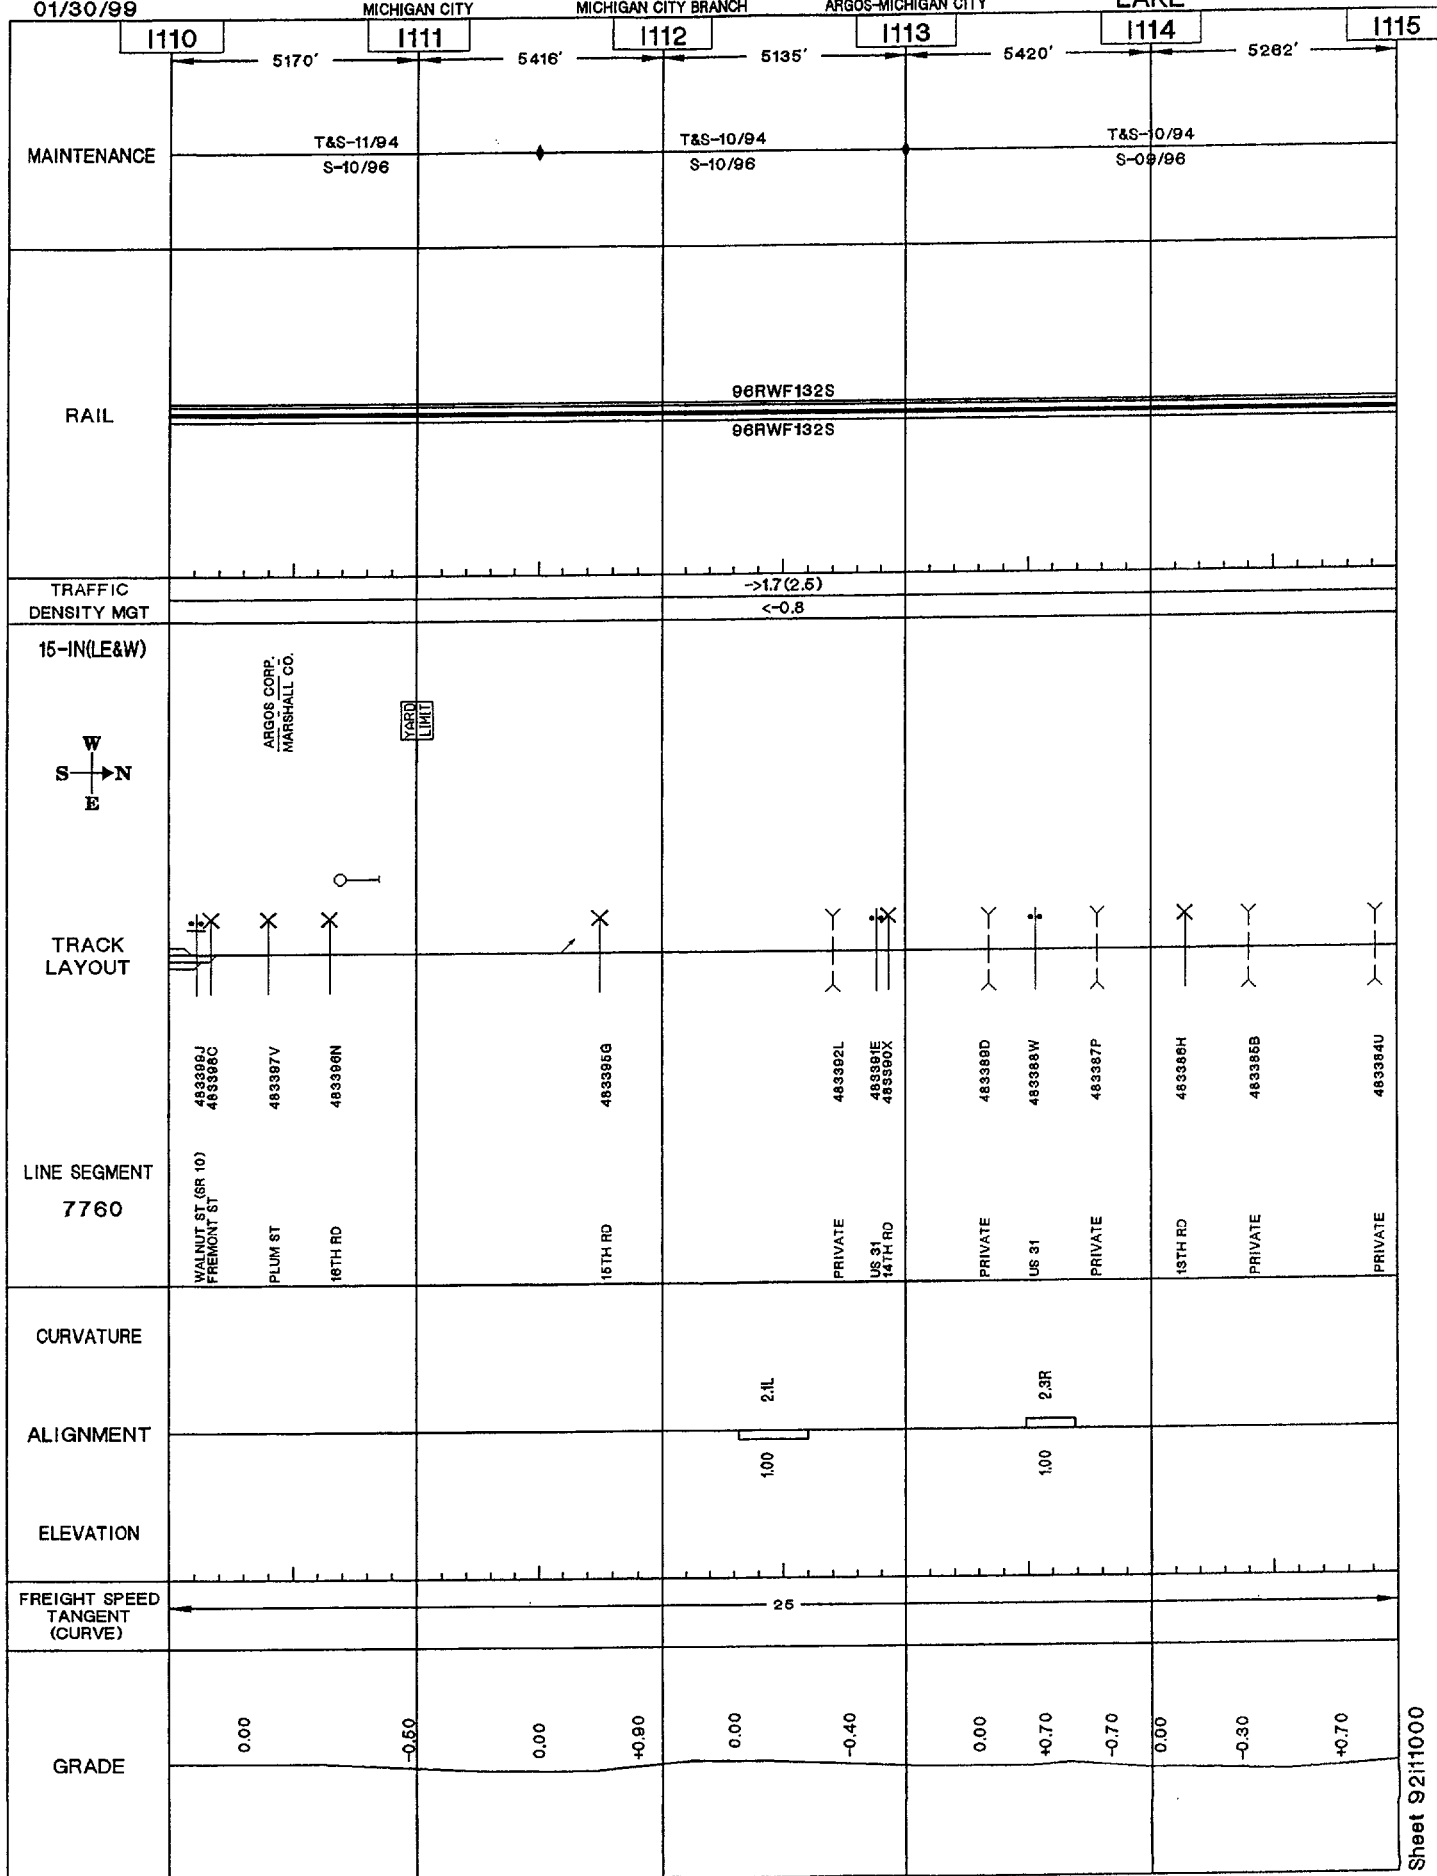 01/30/99
MICHIGAN CITY
MICHIGAN CITY BRANCH
ARGOS-MICHIGAN CITY
LAKE
I110
I111
I112
I113
I114
I115
5170'
5416'
5135'
5420'
5262'
MAINTENANCE
T&S-11/94
S-10/96
T&S-10/94
S-10/96
T&S-10/94
S-09/96
RAIL
96RWF132S
96RWF132S
TRAFFIC
DENSITY MGT
->1.7(2.5)
<-0.8
15-IN(LE&W)
ARGOS CORP.
MARSHALL CO.
YARD
LIMIT
W
S N
E
TRACK
LAYOUT
483399J
483398C
483397V
483396N
483395G
483392L
483391E
483390X
483389D
483388W
483387P
483386H
483385B
483384U
LINE SEGMENT
7760
WALNUT ST (SR 10)
FREMONT ST
PLUM ST
16TH RD
15TH RD
PRIVATE
US 31
14TH RD
PRIVATE
US 31
PRIVATE
13TH RD
PRIVATE
PRIVATE
CURVATURE
2.1L
2.3R
ALIGNMENT
1.00
1.00
ELEVATION
FREIGHT SPEED
TANGENT
(CURVE)
25
GRADE
0.00
-0.50
0.00
+0.90
0.00
-0.40
0.00
+0.70
-0.70
0.00
-0.30
+0.70
Sheet 92i11000